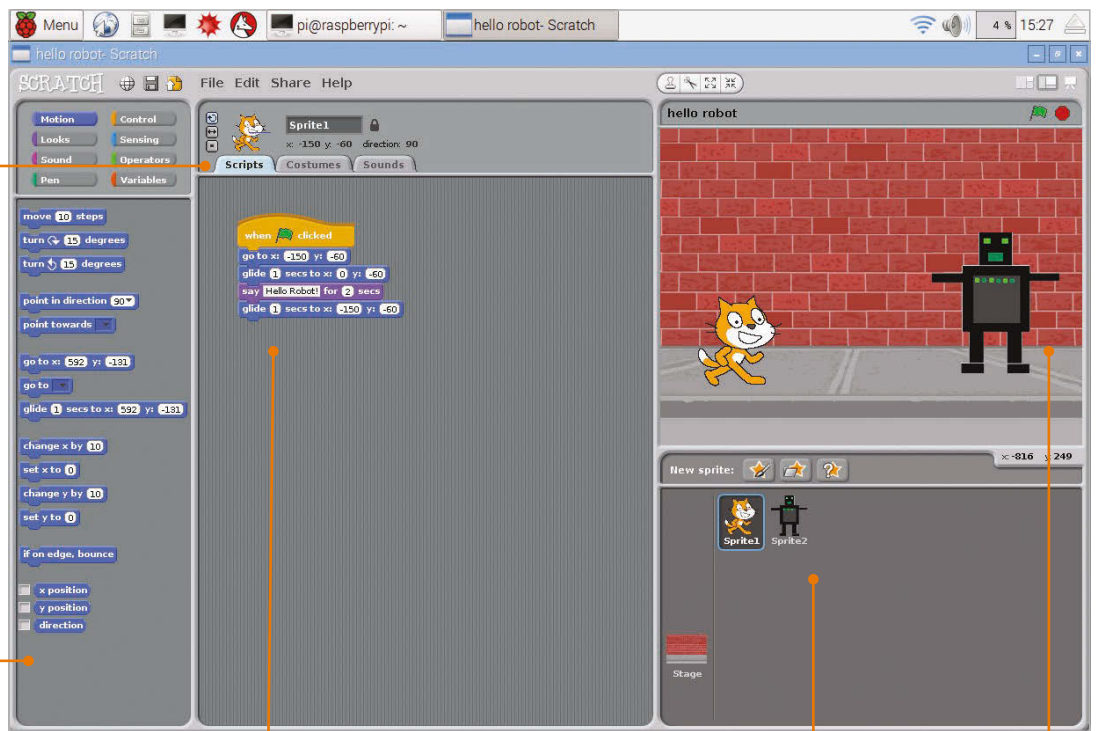 Menu pi@raspberrypi: ~ hello robot- Scratch 4 % 15:27
hello robot- Scratch
SCRATCH File Edit Share Help
Motion Control
Looks Sensing
Sound Operators
Pen Variables
move 10 steps
turn 15 degrees
turn 15 degrees
point in direction 90
point towards
go to x: 592 y: -131
go to
glide 1 secs to x: 592 y: -131
change x by 10
set x to 0
change y by 10
set y to 0
if on edge, bounce
x position
y position
direction
Sprite1
x: -150 y: -60 direction: 90
Scripts Costumes Sounds
when clicked
go to x: -150 y: -60
glide 1 secs to x: 0 y: -60
say Hello Robot! for 2 secs
glide 1 secs to x: -150 y: -60
hello robot
x: -816 y: 249
New sprite:
Sprite1 Sprite2
Stage